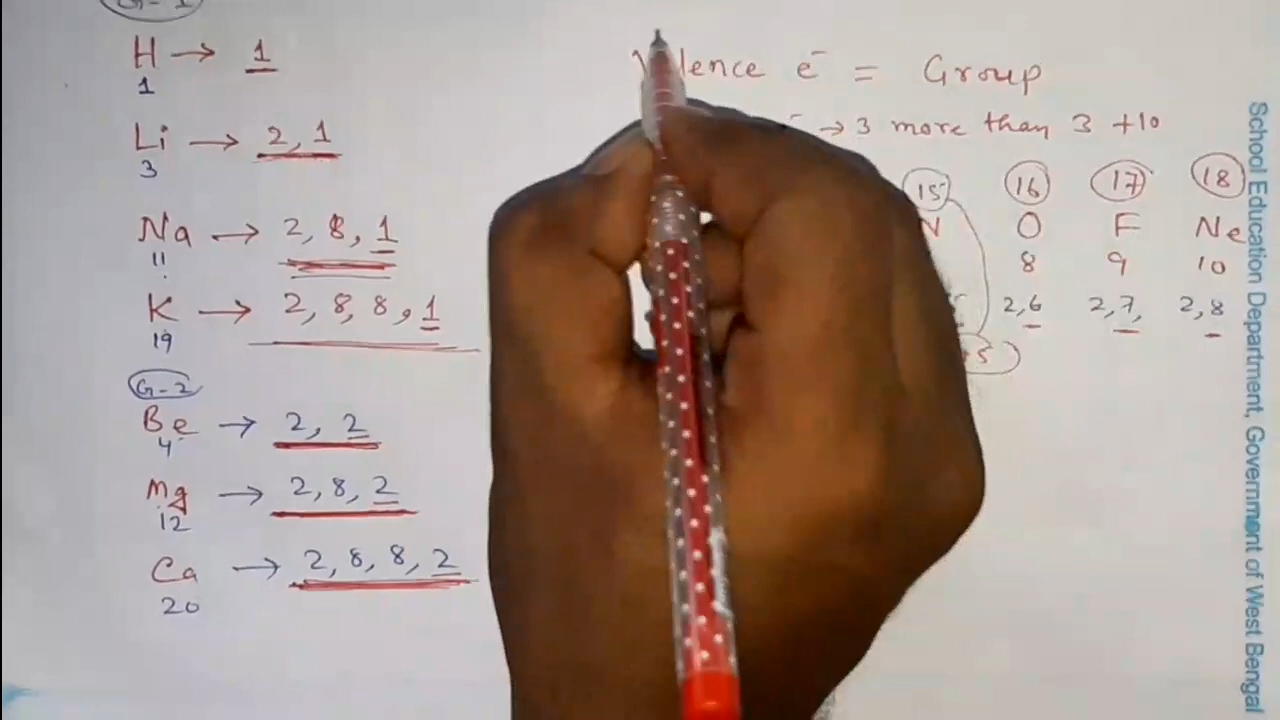 G-1
H → 1
1
Li → 2, 1
3
Na → 2, 8, 1
11
K → 2, 8, 8, 1
19
G-2
Be → 2, 2
4
Mg → 2, 8, 2
12
Ca → 2, 8, 8, 2
20
e⁻ = Group
→ 3 more than 3 +10
15 16 17 18
N O F Ne
8 9 10
2,6 2,7, 2,8
5
School Education Department, Government of West Bengal